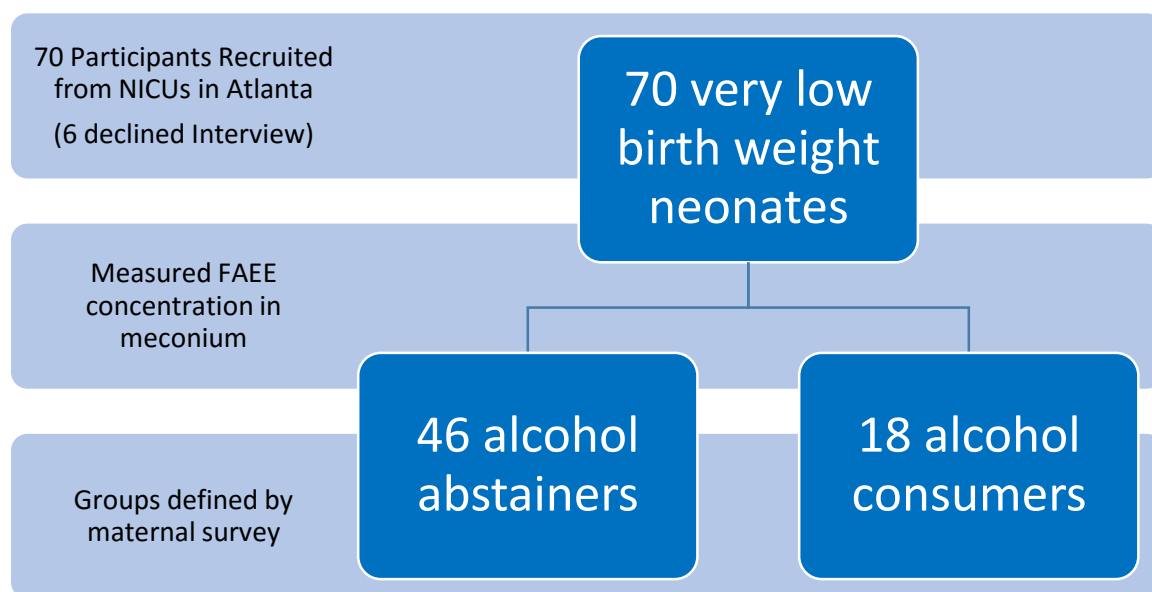 70 Participants Recruited
from NICUs in Atlanta
(6 declined Interview)
70 very low
birth weight
neonates
Measured FAEE
concentration in
meconium
46 alcohol
abstainers
18 alcohol
consumers
Groups defined by
maternal survey